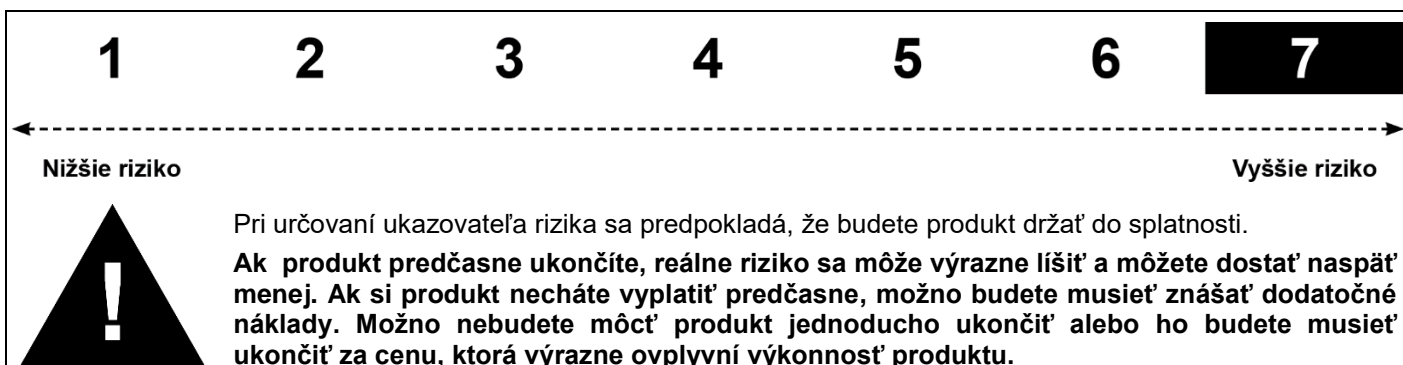 1 2 3 4 5 6 7
Nižšie riziko Vyššie riziko
!
Pri určovaní ukazovateľa rizika sa predpokladá, že budete produkt držať do splatnosti.
Ak produkt predčasne ukončíte, reálne riziko sa môže výrazne líšiť a môžete dostať naspäť
menej. Ak si produkt necháte vyplatiť predčasne, možno budete musieť znášať dodatočné
náklady. Možno nebudete môcť produkt jednoducho ukončiť alebo ho budete musieť
ukončiť za cenu, ktorá výrazne ovplyvní výkonnosť produktu.